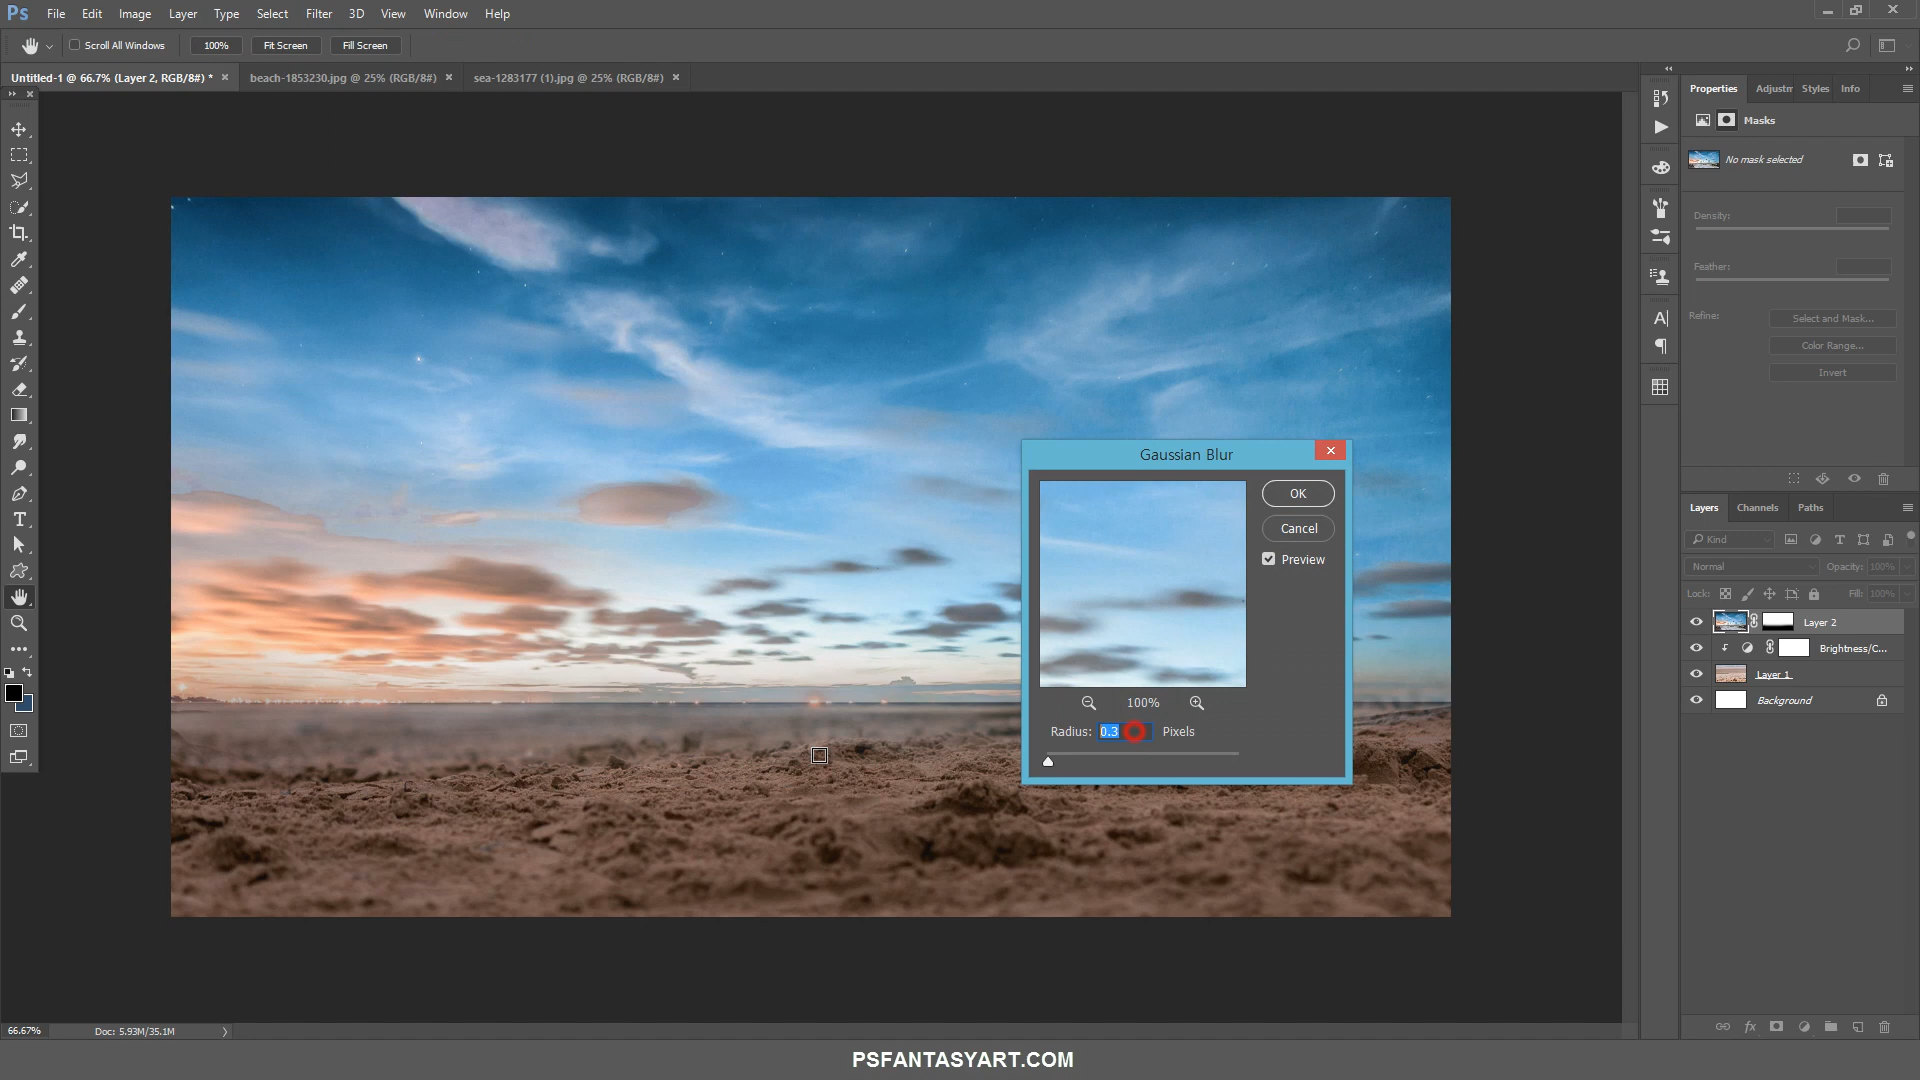 Ps File Edit Image Layer Type Select Filter 3D View Window Help
Scroll All Windows 100% Fit Screen Fill Screen
Untitled-1 @ 66.7% (Layer 2, RGB/8#) * × beach-1853230.jpg @ 25% (RGB/8#) × sea-1283177 (1).jpg @ 25% (RGB/8#) ×
Properties Adjustm Styles Info
Masks
No mask selected
Density:
Feather:
Refine: Select and Mask...
Color Range...
Invert
Gaussian Blur
OK
Cancel
Preview
100%
Radius: 0.3 Pixels
Layers Channels Paths
Kind
Normal Opacity: 100%
Lock: Fill: 100%
Layer 2
Brightness/C...
Layer 1
Background
66.67% Doc: 5.93M/35.1M
PSFANTASYART.COM